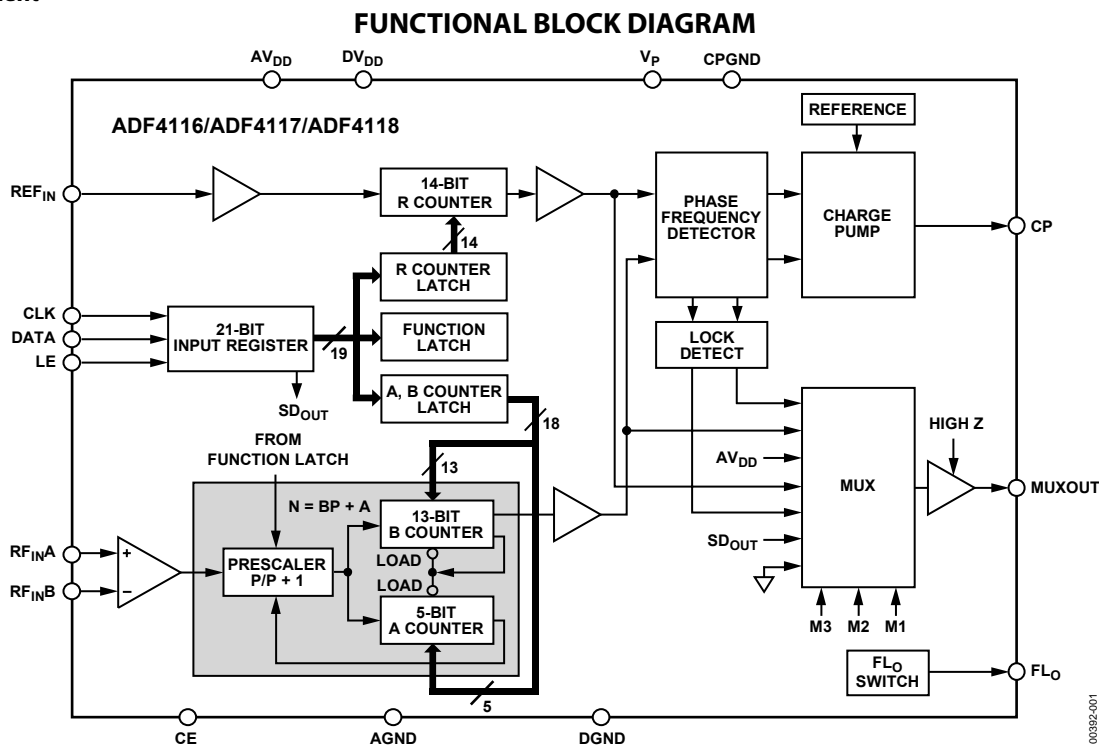 FUNCTIONAL BLOCK DIAGRAM
AVDD
DVDD
VP
CPGND
ADF4116/ADF4117/ADF4118
REFERENCE
REFIN
14-BIT
R COUNTER
PHASE
FREQUENCY
DETECTOR
CHARGE
PUMP
CP
14
R COUNTER
LATCH
CLK
DATA
LE
21-BIT
INPUT REGISTER
19
FUNCTION
LATCH
LOCK
DETECT
A, B COUNTER
LATCH
SDOUT
18
FROM
FUNCTION LATCH
13
HIGH Z
AVDD
MUX
MUXOUT
N = BP + A
13-BIT
B COUNTER
SDOUT
RFINA
RFINB
+
–
PRESCALER
P/P + 1
LOAD
LOAD
5-BIT
A COUNTER
M3
M2
M1
5
FLO
SWITCH
FLO
CE
AGND
DGND
00392-001